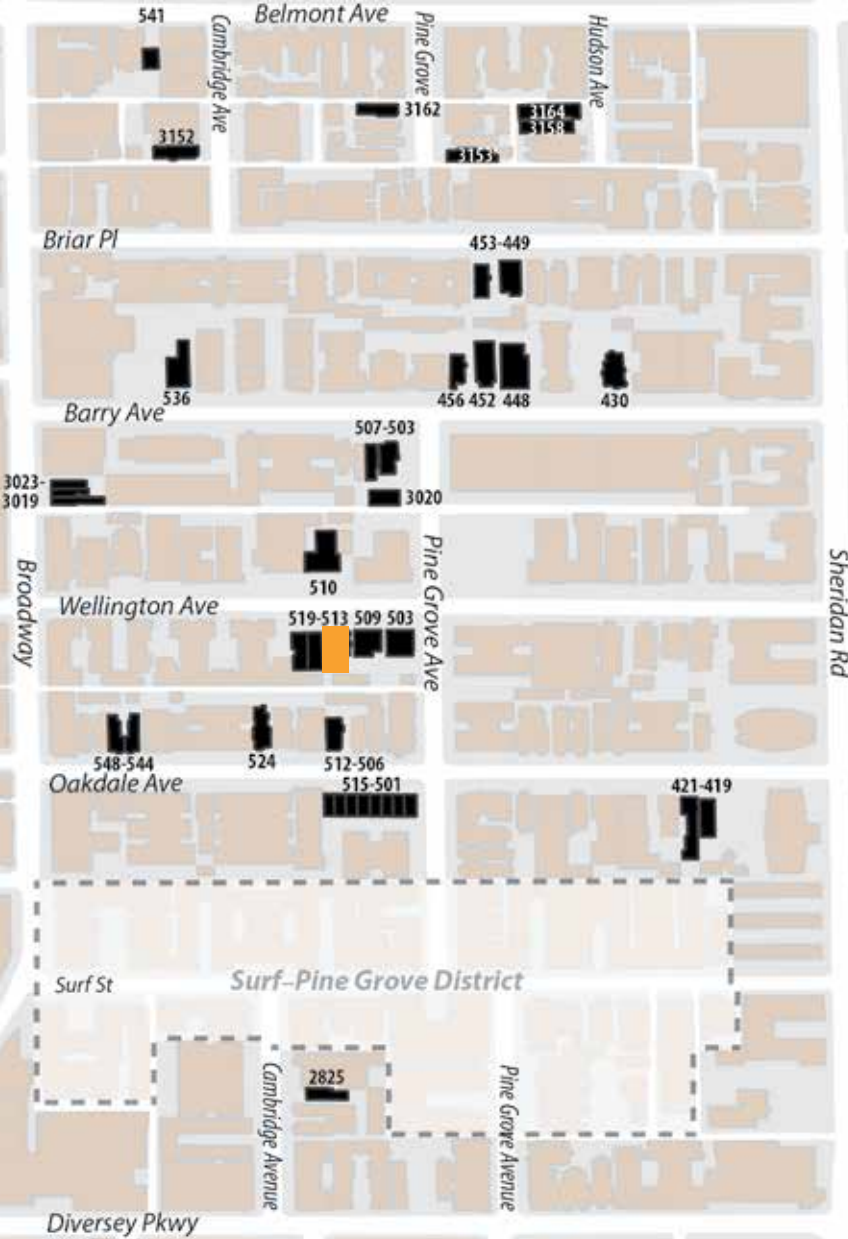 541
Belmont Ave
Cambridge Ave
Pine Grove
Hudson Ave
3162
3164
3158
3152
3153
Briar Pl
453-449
536
456 452 448
430
Barry Ave
507-503
3023-
3019
3020
510
Pine Grove Ave
Broadway
Sheridan Rd
Wellington Ave
519-513 509 503
548-544
524
512-506
Oakdale Ave
515-501
421-419
Surf St
Surf–Pine Grove District
2825
Cambridge Avenue
Pine Grove Avenue
Diversey Pkwy